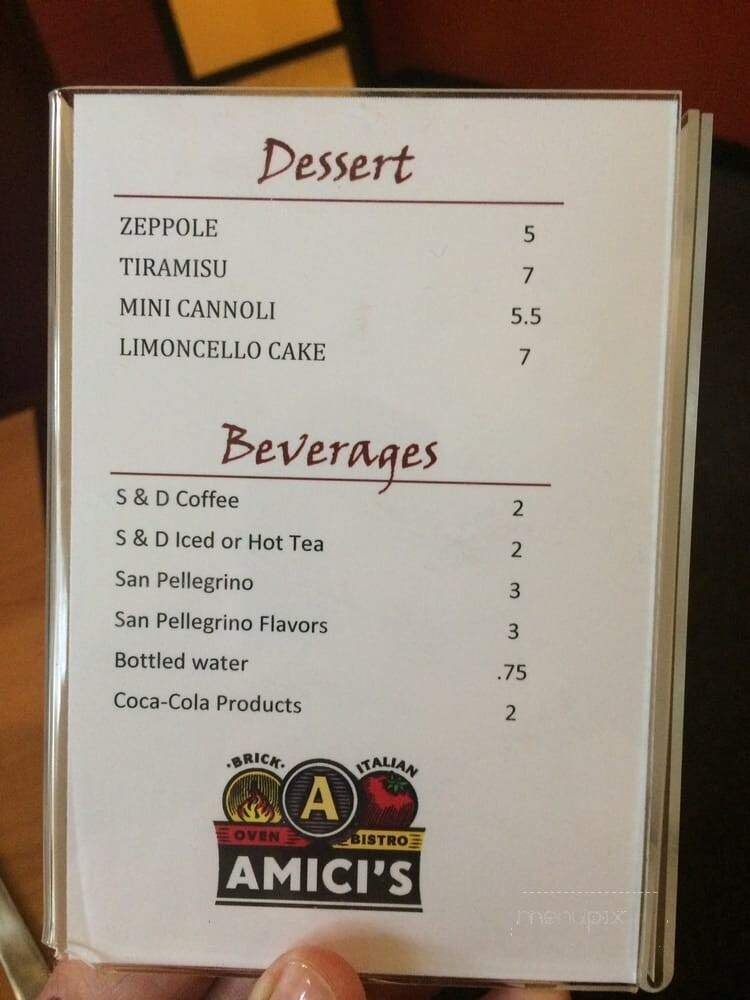 Dessert
ZEPPOLE 5
TIRAMISU 7
MINI CANNOLI 5.5
LIMONCELLO CAKE 7
Beverages
S & D Coffee 2
S & D Iced or Hot Tea 2
San Pellegrino 3
San Pellegrino Flavors 3
Bottled water .75
Coca-Cola Products 2
·BRICK· A ITALIAN
OVEN BISTRO
AMICI'S
menupix